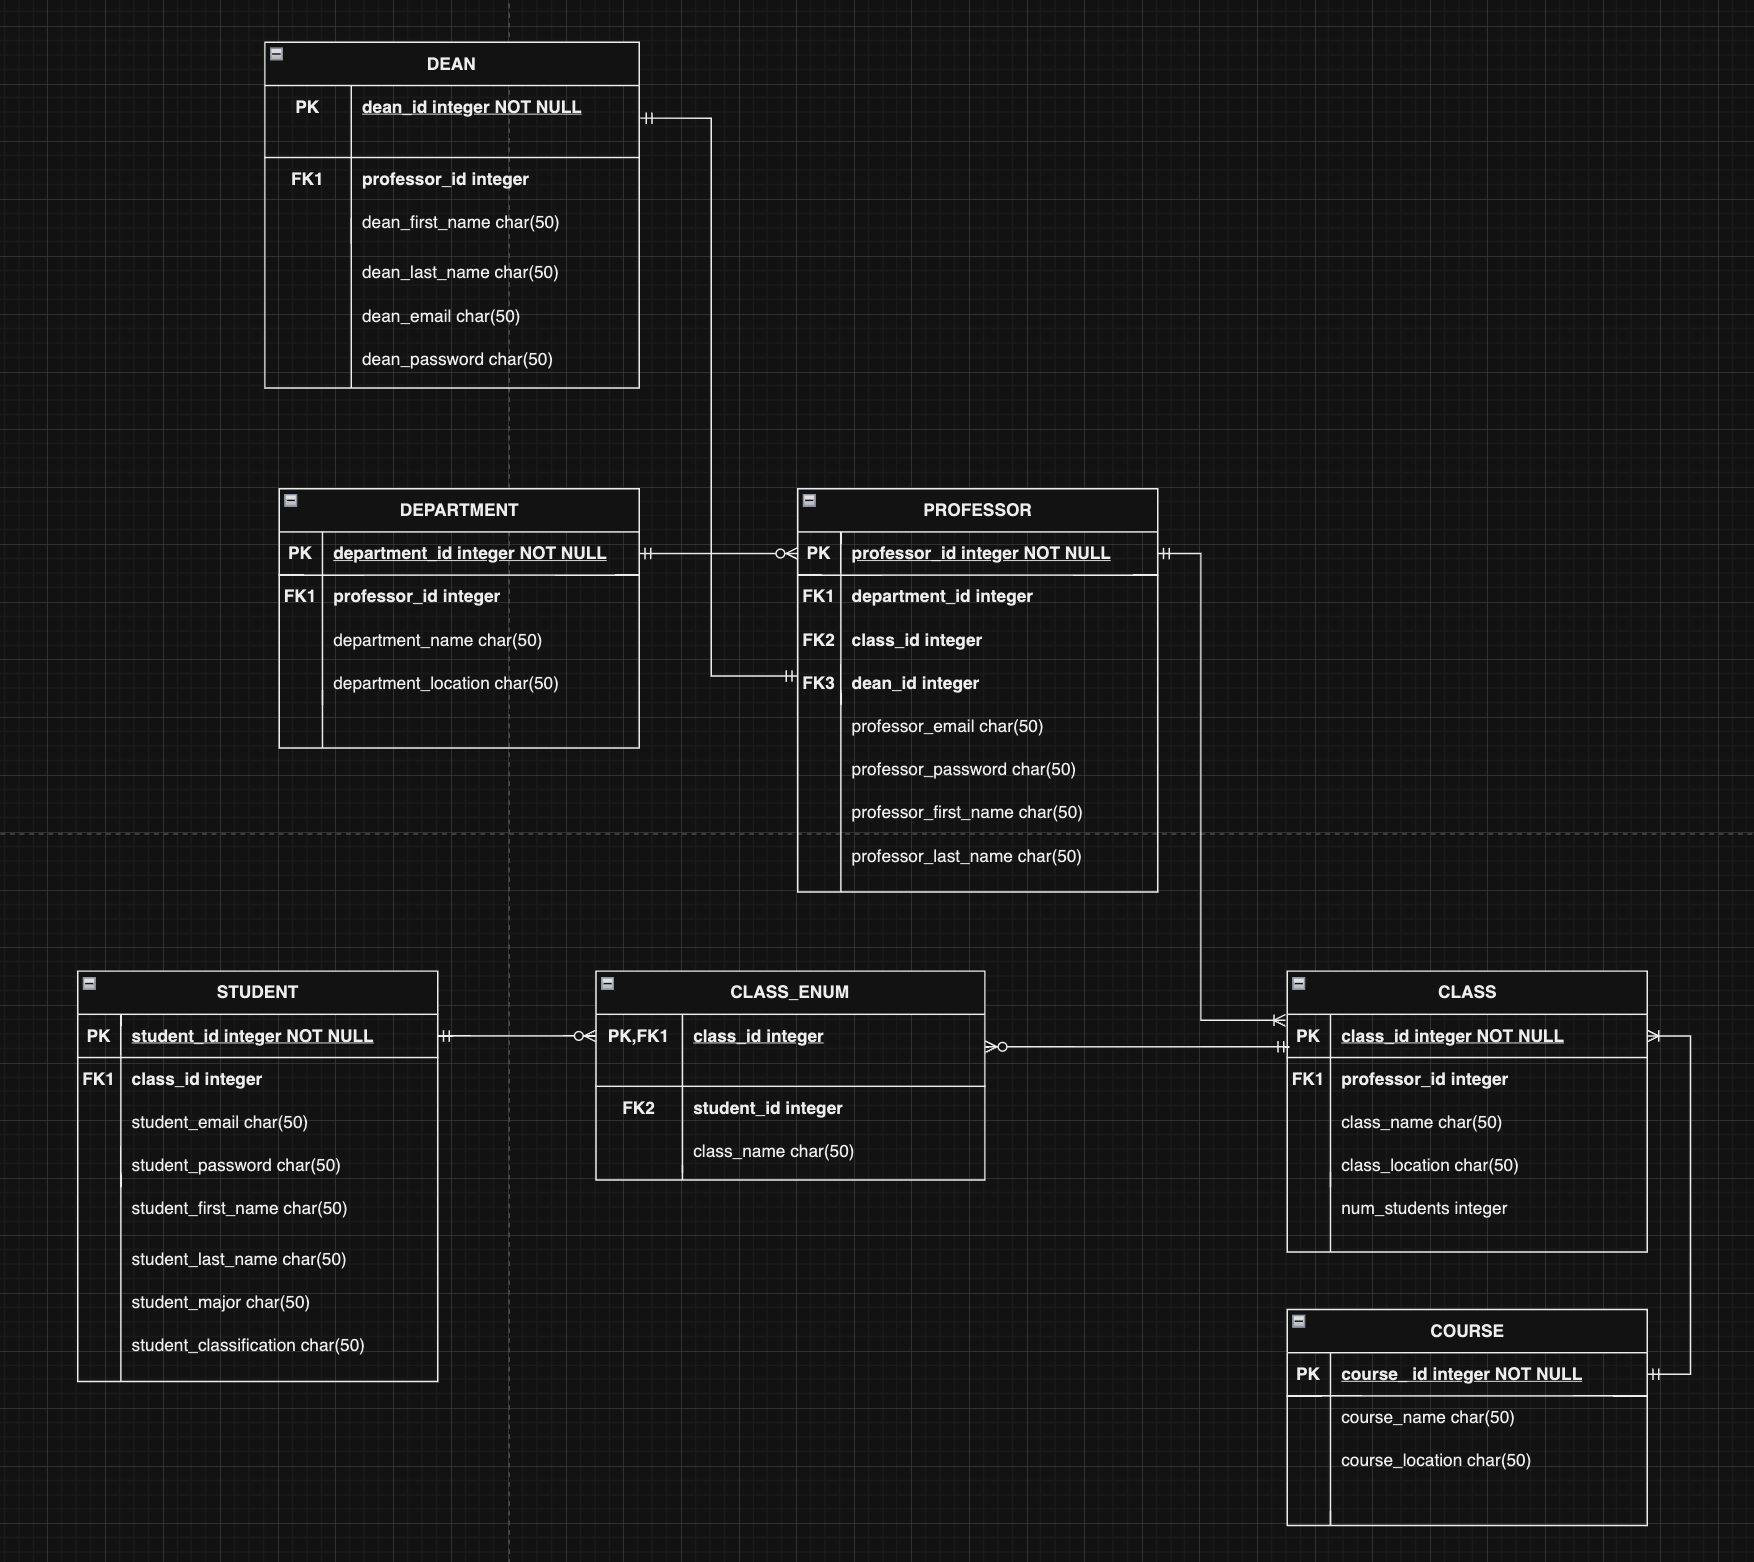 DEAN
PK dean_id integer NOT NULL
FK1 professor_id integer
dean_first_name char(50)
dean_last_name char(50)
dean_email char(50)
dean_password char(50)
DEPARTMENT
PK department_id integer NOT NULL
FK1 professor_id integer
department_name char(50)
department_location char(50)
PROFESSOR
PK professor_id integer NOT NULL
FK1 department_id integer
FK2 class_id integer
FK3 dean_id integer
professor_email char(50)
professor_password char(50)
professor_first_name char(50)
professor_last_name char(50)
STUDENT
PK student_id integer NOT NULL
FK1 class_id integer
student_email char(50)
student_password char(50)
student_first_name char(50)
student_last_name char(50)
student_major char(50)
student_classification char(50)
CLASS_ENUM
PK,FK1 class_id integer
FK2 student_id integer
class_name char(50)
CLASS
PK class_id integer NOT NULL
FK1 professor_id integer
class_name char(50)
class_location char(50)
num_students integer
COURSE
PK course_id integer NOT NULL
course_name char(50)
course_location char(50)